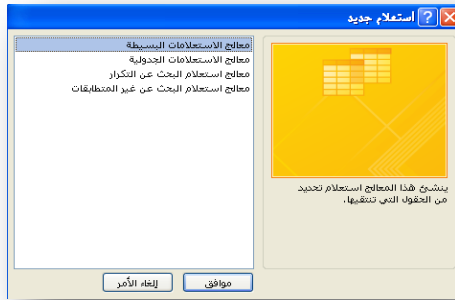 استعلام جديد
معالج الاستعلامات البسيطة
معالج الاستعلامات الجدولية
معالج استعلام البحث عن التكرار
معالج استعلام البحث عن غير المتطابقات
ينشئ هذا المعالج استعلام تحديد
من الحقول التي تنتقيها.
موافق
إلغاء الأمر